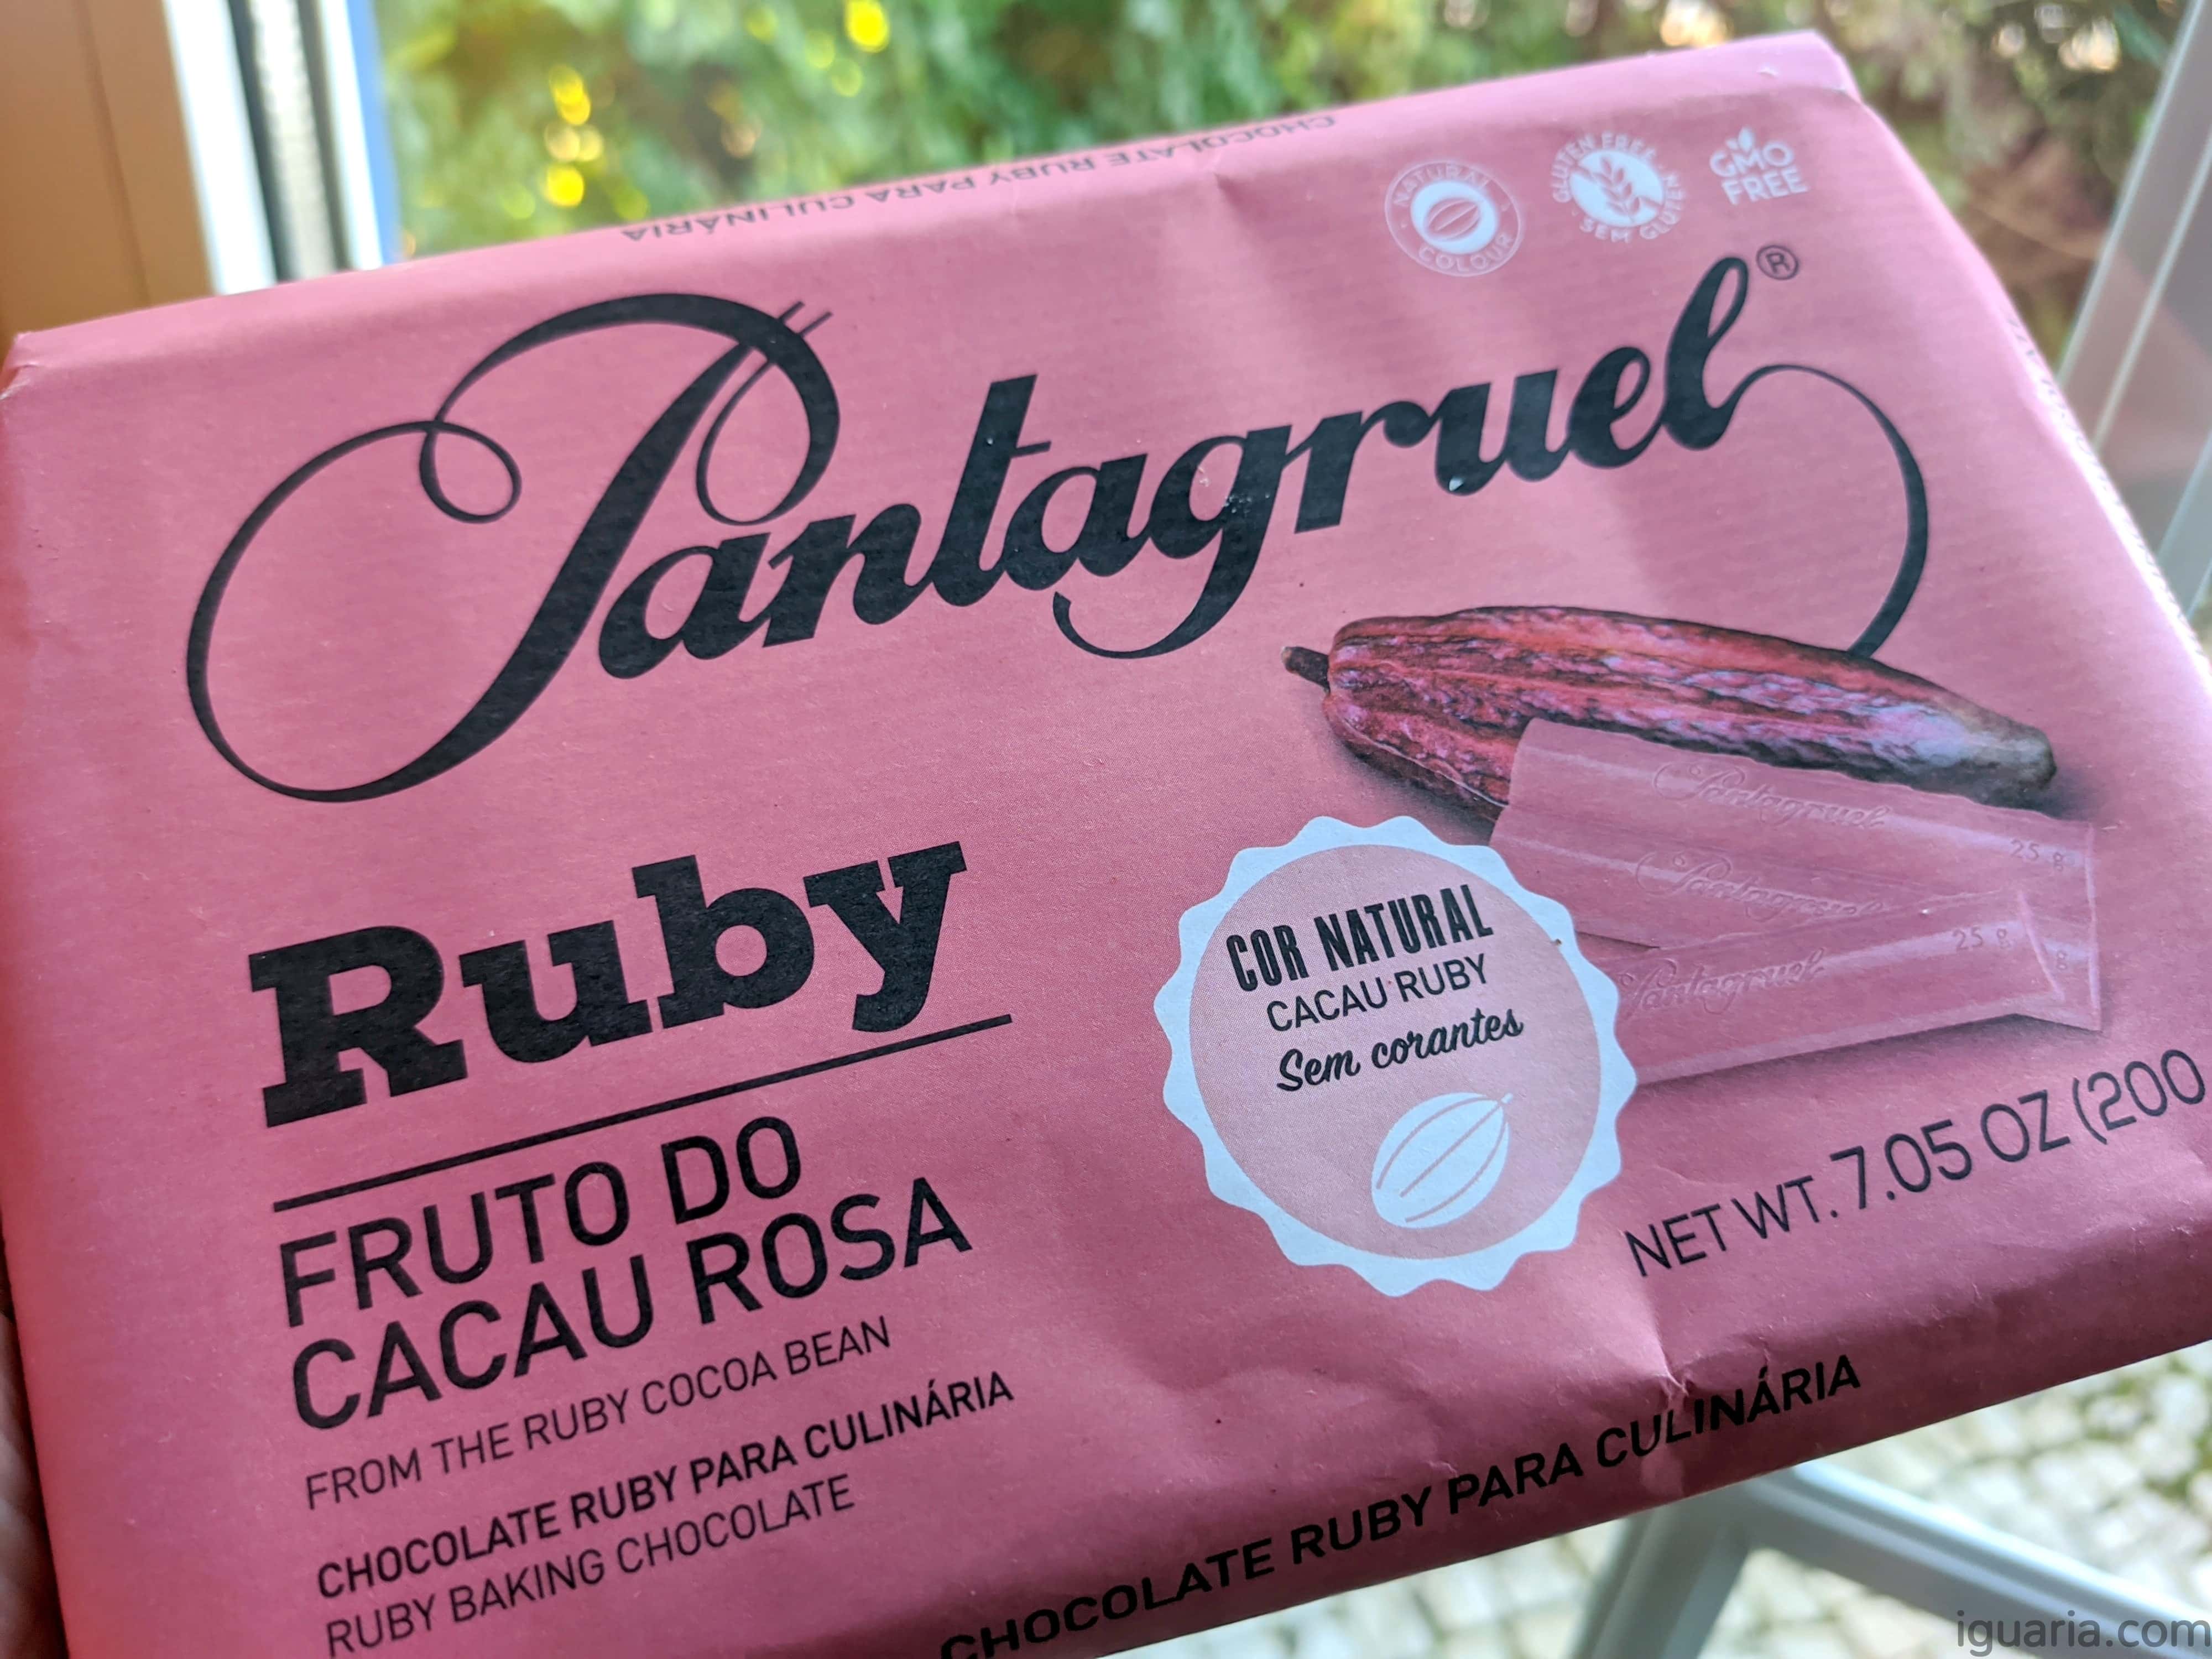 CHOCOLATE RUBY PARA CULINÁRIA
NATURAL COLOUR
GLUTEN FREE
SEM GLUTEN
GMO
FREE
Pantagruel®
Pantagruel
25 g
Pantagruel
Pantagruel
25 g
Ruby
FRUTO DO
CACAU ROSA
FROM THE RUBY COCOA BEAN
CHOCOLATE RUBY PARA CULINÁRIA
RUBY BAKING CHOCOLATE
COR NATURAL
CACAU RUBY
Sem corantes
NET WT. 7.05 OZ (200
CHOCOLATE RUBY PARA CULINÁRIA
iguaria.com